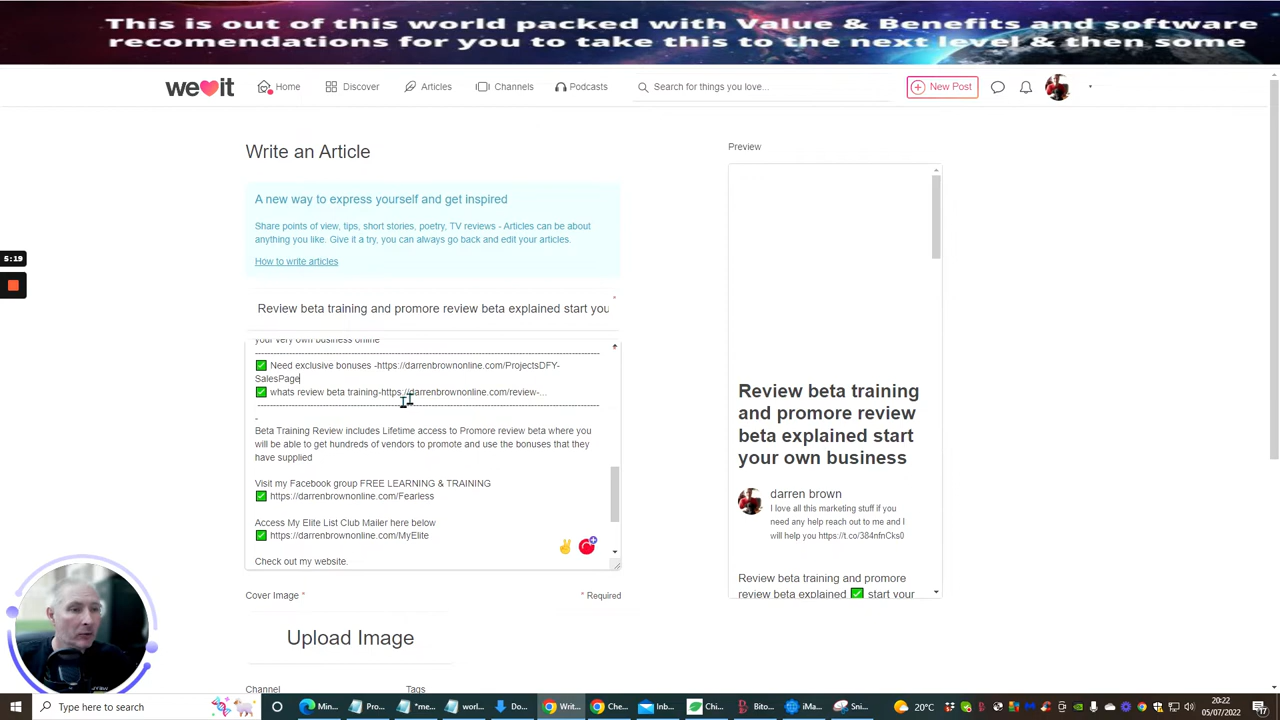 This is out of this world packed with Value & Benefits and software
recomendations for you to take this to the next level & then some
we it
Home
Discover
Articles
Channels
Podcasts
Search for things you love...
New Post
Write an Article
Preview
A new way to express yourself and get inspired
Share points of view, tips, short stories, poetry, TV reviews - Articles can be about
anything you like. Give it a try, you can always go back and edit your articles.
How to write articles
5:19
Review beta training and promore review beta explained start you
your very own business online
✅ Need exclusive bonuses -https://darrenbrownonline.com/ProjectsDFY-
SalesPage
✅ whats review beta training-https://darrenbrownonline.com/review-...
-
Beta Training Review includes Lifetime access to Promore review beta where you
will be able to get hundreds of vendors to promote and use the bonuses that they
have supplied
Visit my Facebook group FREE LEARNING & TRAINING
✅ https://darrenbrownonline.com/Fearless
Access My Elite List Club Mailer here below
✅ https://darrenbrownonline.com/MyElite
Check out my website.
Review beta training
and promore review
beta explained start
your own business
darren brown
I love all this marketing stuff if you
need any help reach out to me and I
will help you https://t.co/384nfnCks0
Review beta training and promore
review beta explained ✅ start your
Cover Image *
* Required
Upload Image
Channel
Tags
Type here to search
Min...
Pro...
*me...
worl...
Do...
Writ...
Che...
Inb...
Chi...
Bito...
iMa...
Sni...
20°C
20:22
05/07/2022